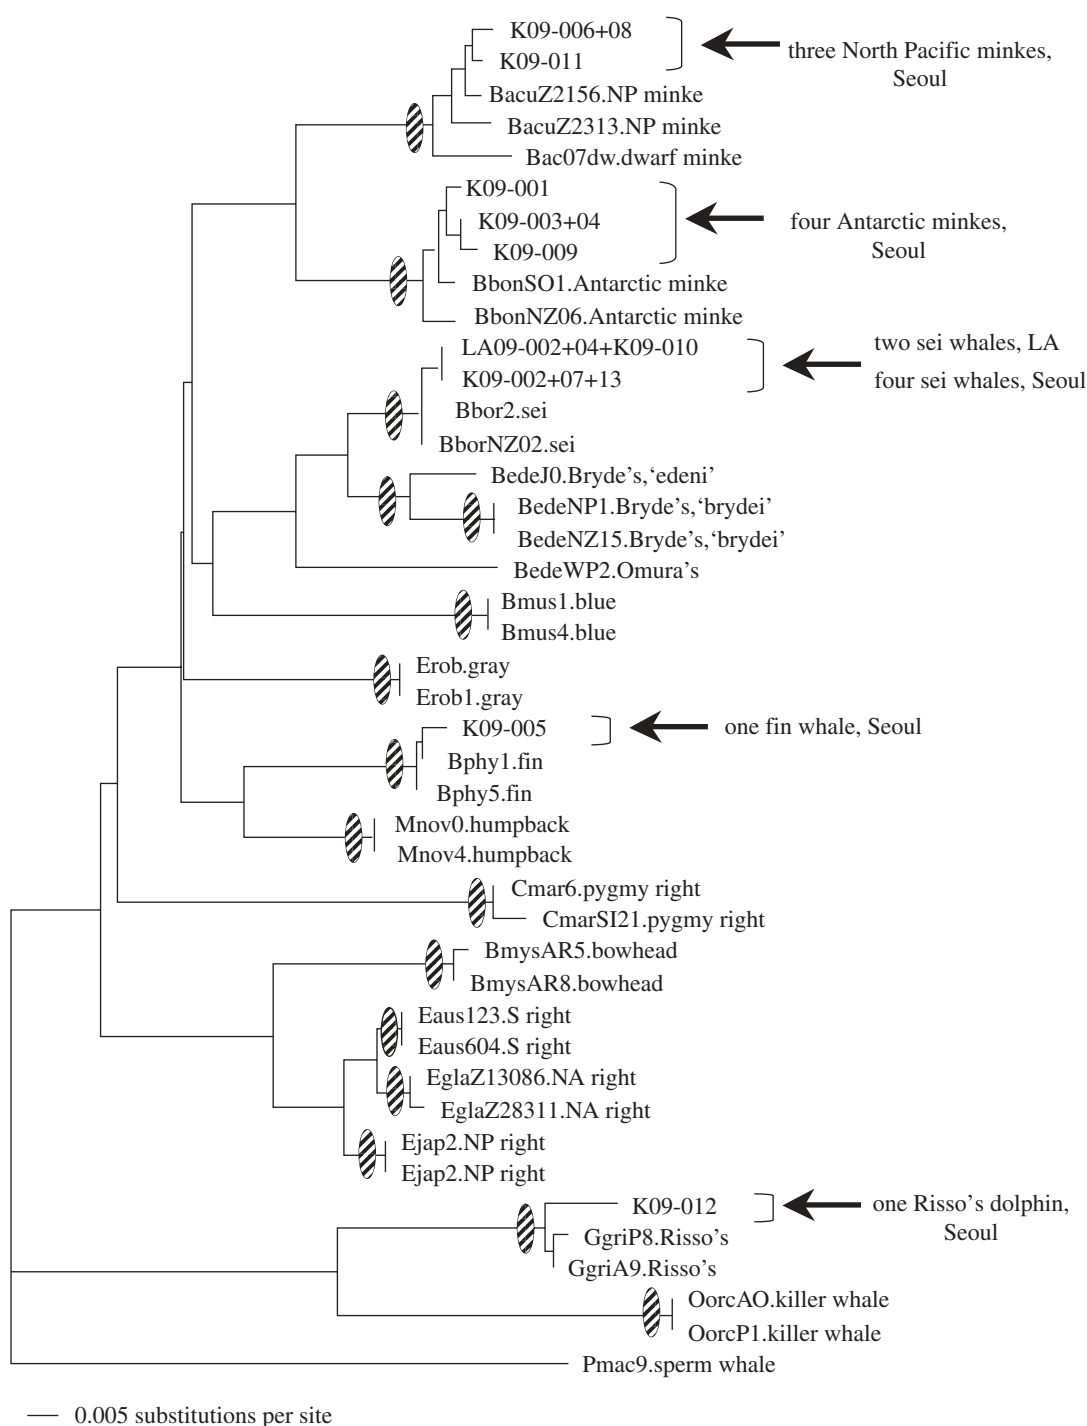 K09-006+08
K09-011
three North Pacific minkes,
Seoul
BacuZ2156.NP minke
BacuZ2313.NP minke
Bac07dw.dwarf minke
K09-001
K09-003+04
K09-009
four Antarctic minkes,
Seoul
BbonSO1.Antarctic minke
BbonNZ06.Antarctic minke
LA09-002+04+K09-010
K09-002+07+13
two sei whales, LA
four sei whales, Seoul
Bbor2.sei
BborNZ02.sei
BedeJ0.Bryde’s,‘edeni’
BedeNP1.Bryde’s,‘brydei’
BedeNZ15.Bryde’s,‘brydei’
BedeWP2.Omura’s
Bmus1.blue
Bmus4.blue
Erob.gray
Erob1.gray
K09-005
one fin whale, Seoul
Bphy1.fin
Bphy5.fin
Mnov0.humpback
Mnov4.humpback
Cmar6.pygmy right
CmarSI21.pygmy right
BmysAR5.bowhead
BmysAR8.bowhead
Eaus123.S right
Eaus604.S right
EglaZ13086.NA right
EglaZ28311.NA right
Ejap2.NP right
Ejap2.NP right
K09-012
one Risso’s dolphin,
Seoul
GgriP8.Risso’s
GgriA9.Risso’s
OorcAO.killer whale
OorcP1.killer whale
Pmac9.sperm whale
0.005 substitutions per site